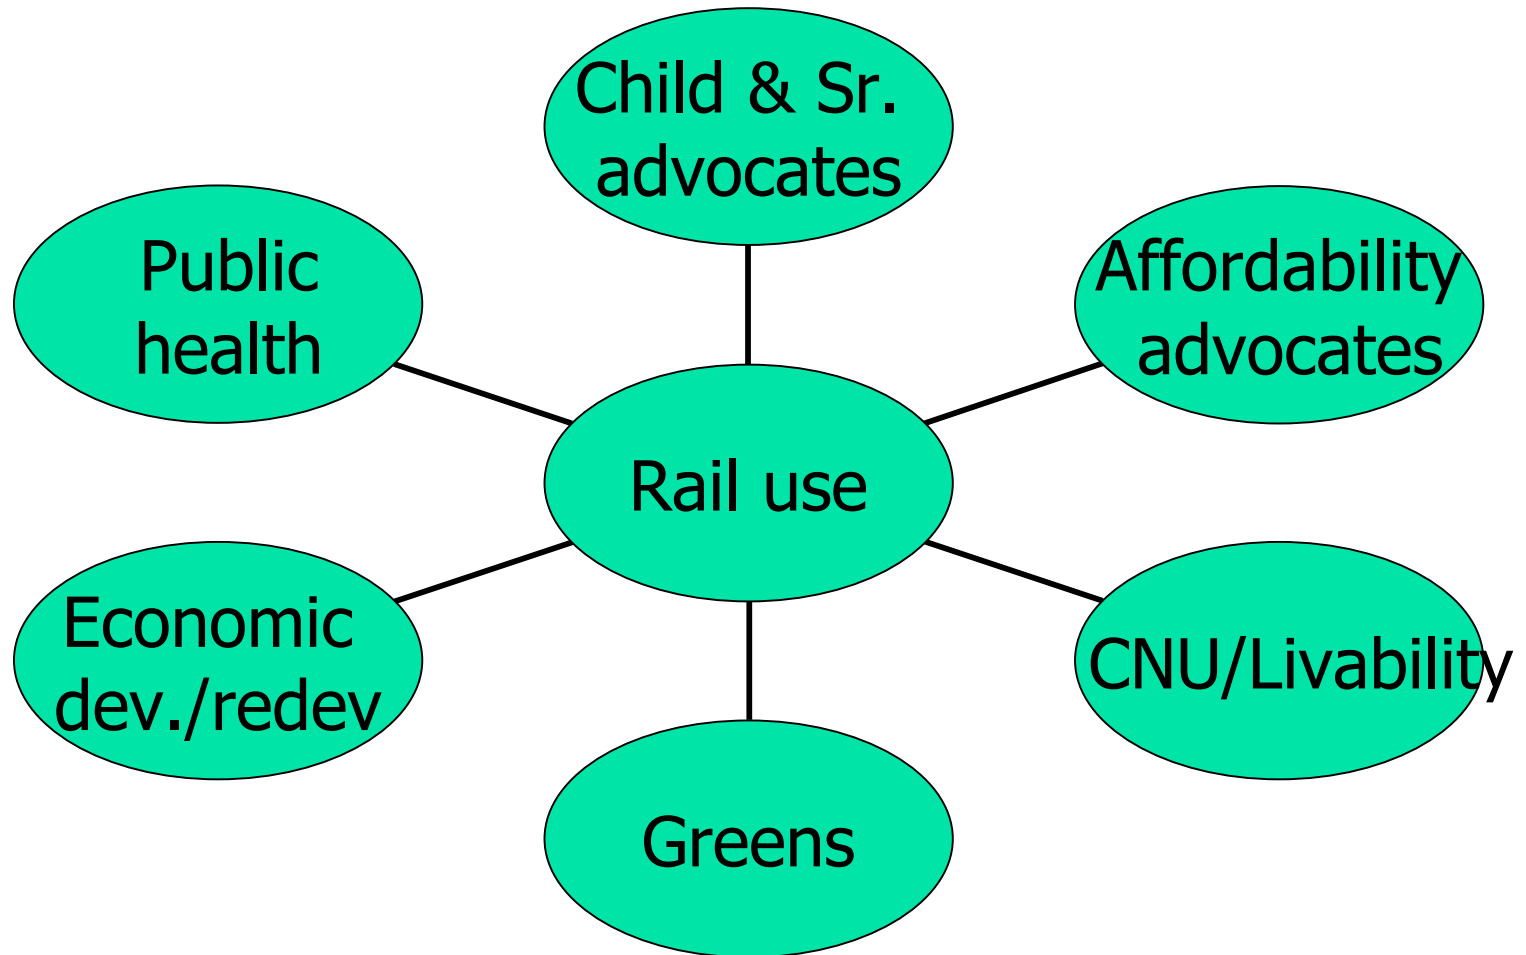 Child & Sr.
advocates
Public
health
Affordability
advocates
Rail use
Economic
dev./redev
CNU/Livability
Greens